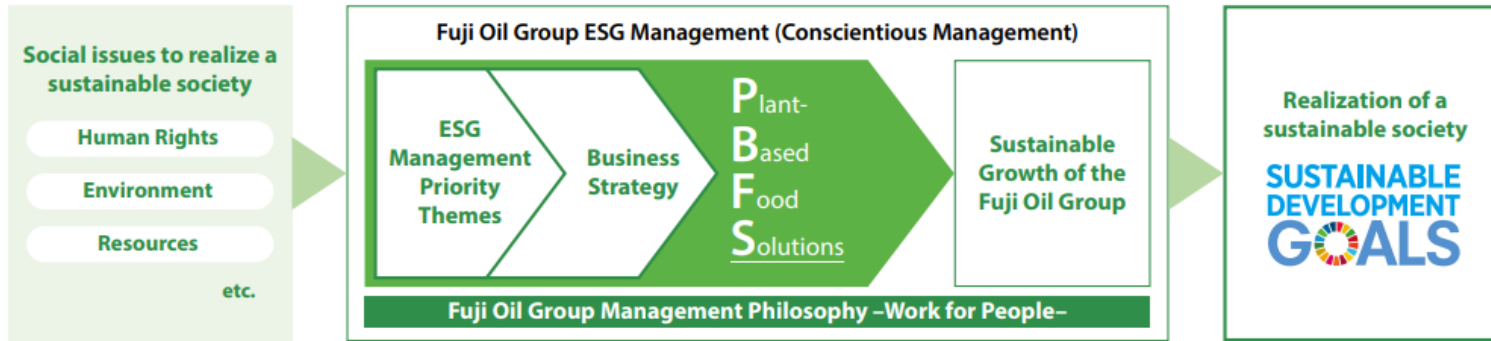 Social issues to realize a
sustainable society
Human Rights
Environment
Resources
etc.
Fuji Oil Group ESG Management (Conscientious Management)
ESG
Management
Priority
Themes
Business
Strategy
Plant-
Based
Food
Solutions
Sustainable
Growth of the
Fuji Oil Group
Fuji Oil Group Management Philosophy –Work for People–
Realization of a
sustainable society
SUSTAINABLE
DEVELOPMENT
GOALS